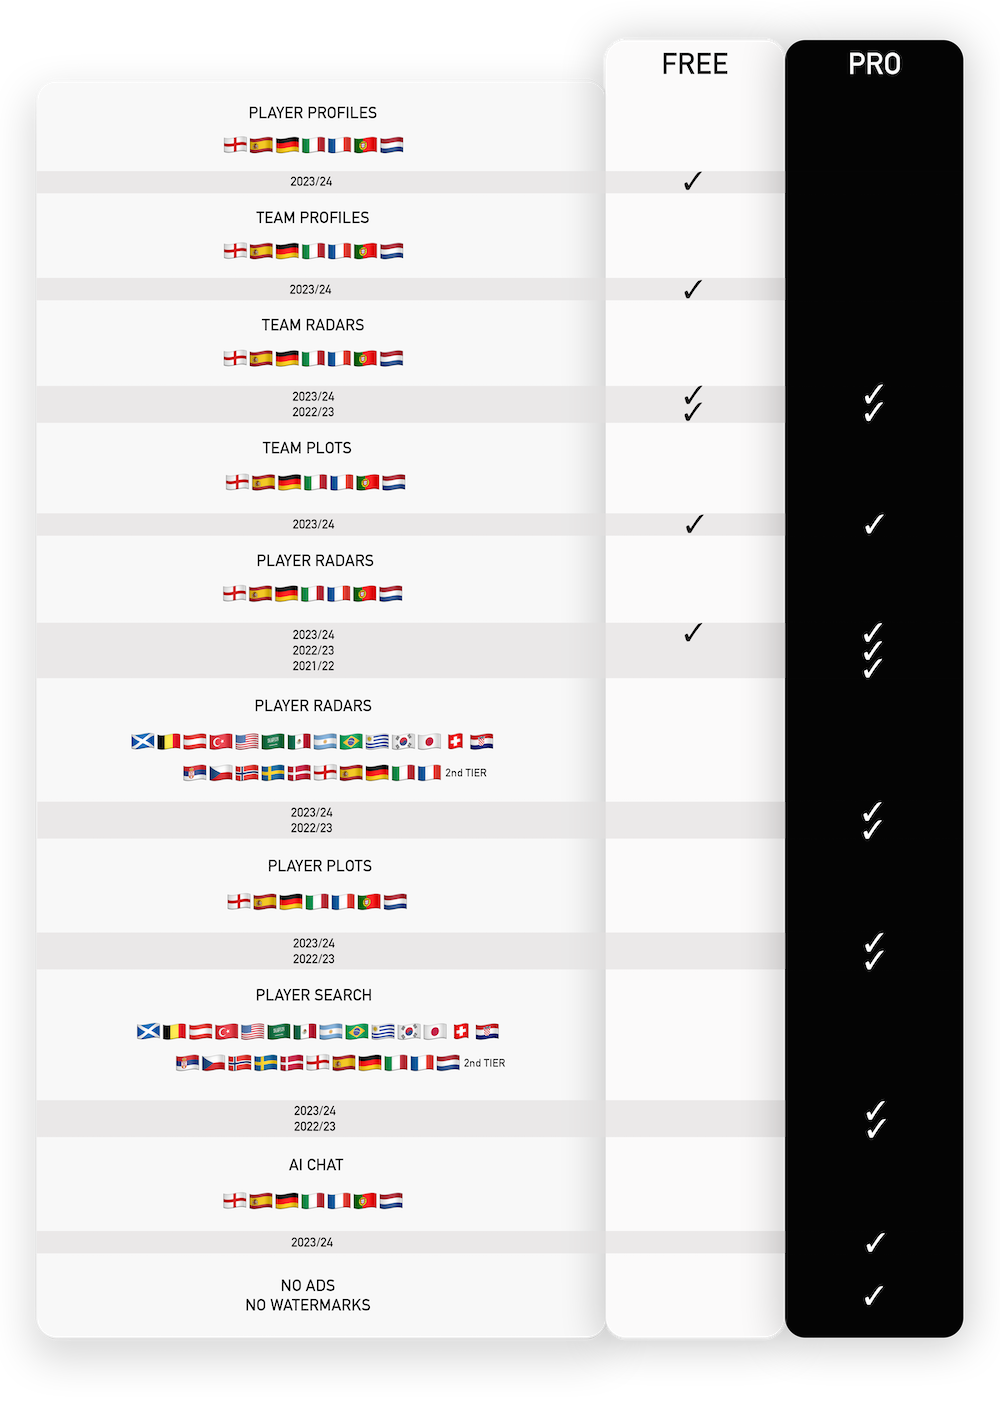 FREE
PRO
PLAYER PROFILES
2023/24
✓
TEAM PROFILES
2023/24
✓
TEAM RADARS
2023/24 ✓ ✓
2022/23 ✓ ✓
TEAM PLOTS
2023/24 ✓ ✓
PLAYER RADARS
2023/24 ✓ ✓
2022/23 ✓
2021/22 ✓
PLAYER RADARS
2nd TIER
2023/24 ✓
2022/23 ✓
PLAYER PLOTS
2023/24 ✓
2022/23 ✓
PLAYER SEARCH
2nd TIER
2023/24 ✓
2022/23 ✓
AI CHAT
2023/24 ✓
NO ADS
NO WATERMARKS ✓